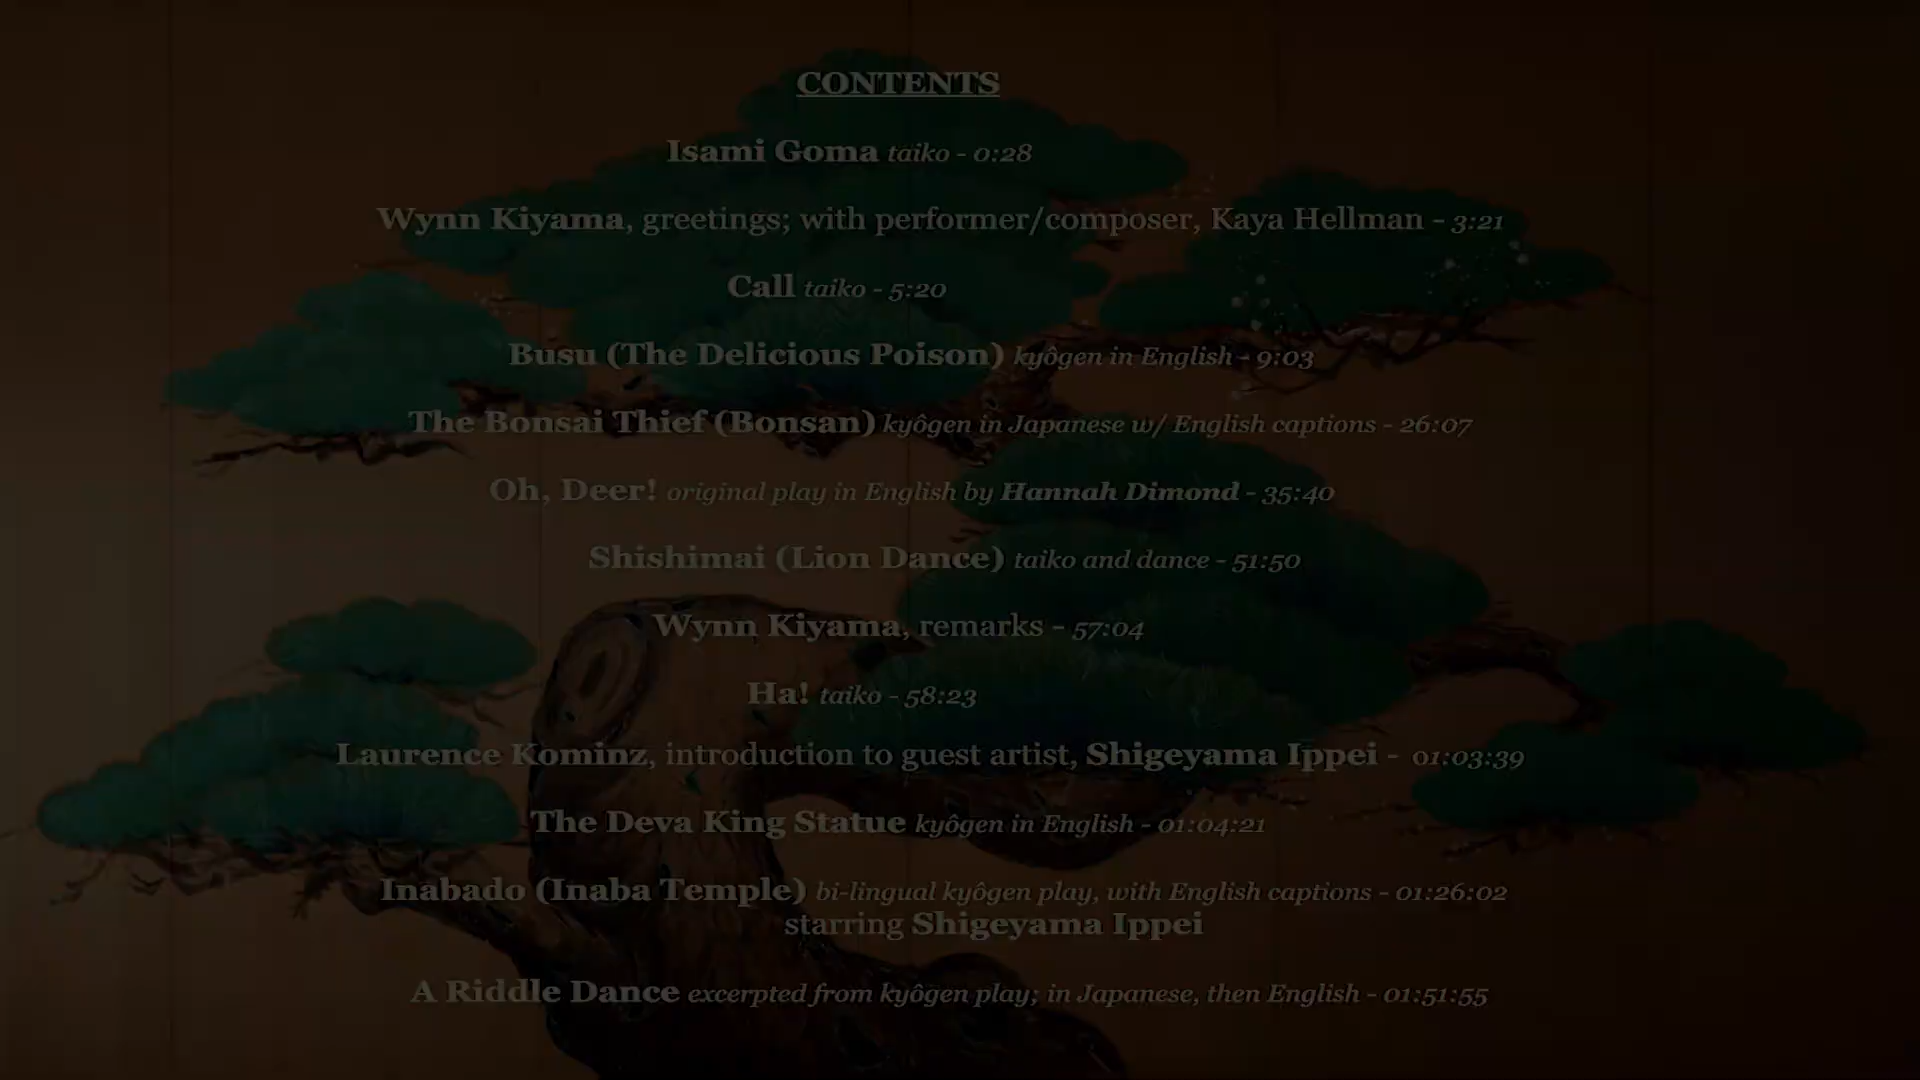 CONTENTS
Isami Goma taiko - 0:28
Wynn Kiyama, greetings; with performer/composer, Kaya Hellman - 3:21
Call taiko - 5:20
Busu (The Delicious Poison) kyôgen in English - 9:03
The Bonsai Thief (Bonsan) kyôgen in Japanese w/ English captions - 26:07
Oh, Deer! original play in English by Hannah Dimond - 35:40
Shishimai (Lion Dance) taiko and dance - 51:50
Wynn Kiyama, remarks - 57:04
Ha! taiko - 58:23
Laurence Kominz, introduction to guest artist, Shigeyama Ippei - 01:03:39
The Deva King Statue kyôgen in English - 01:04:21
Inabado (Inaba Temple) bi-lingual kyôgen play, with English captions - 01:26:02
starring Shigeyama Ippei
A Riddle Dance excerpted from kyôgen play; in Japanese, then English - 01:51:55